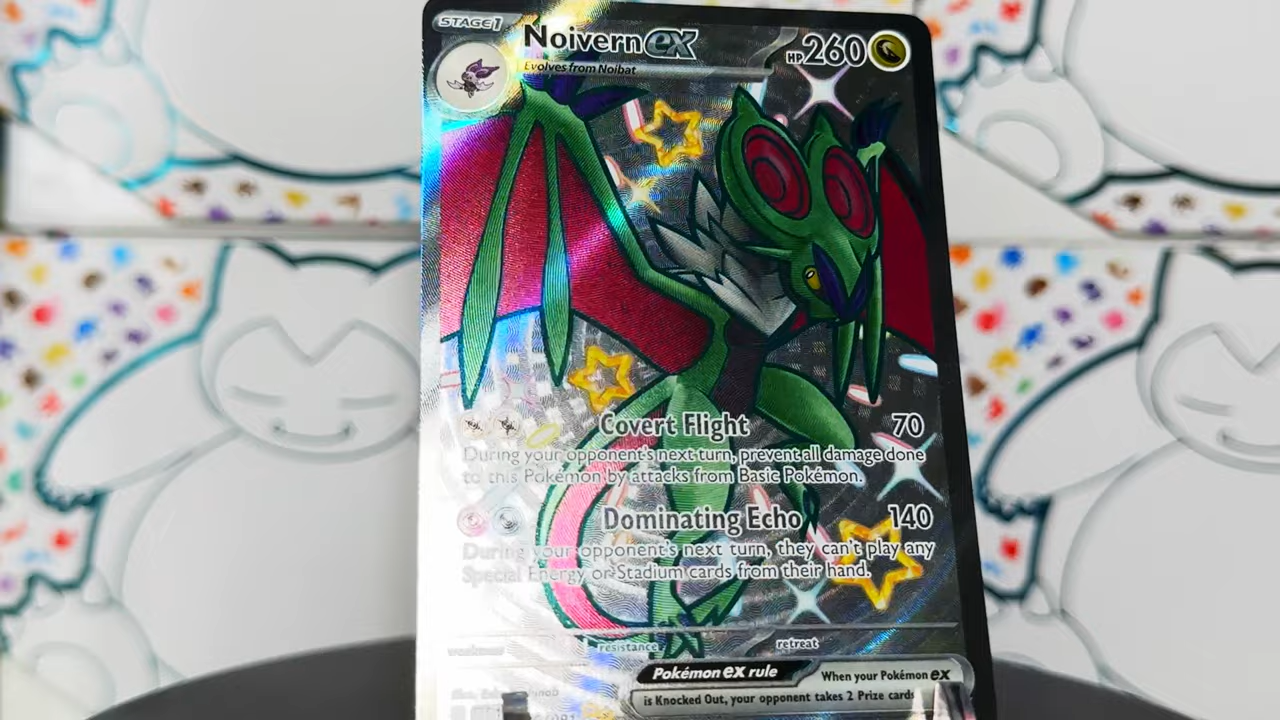 STAGE1
Noivern ex
HP 260
Evolves from Noibat
Covert Flight 70
During your opponent's next turn, prevent all damage done
to this Pokémon by attacks from Basic Pokémon.
Dominating Echo 140
During your opponent's next turn, they can't play any
Special Energy or Stadium cards from their hand.
weakness resistance retreat
Pokémon ex rule When your Pokémon ex
is Knocked Out, your opponent takes 2 Prize cards